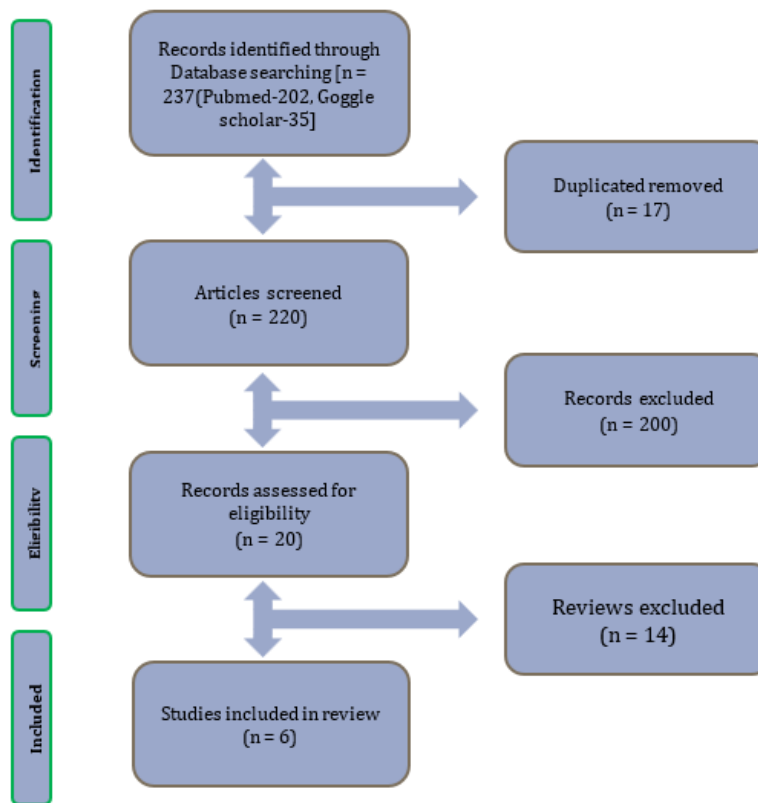 Identification
Records identified through
Database searching [n =
237(Pubmed-202, Goggle
scholar-35]
Duplicated removed
(n = 17)
Screening
Articles screened
(n = 220)
Records excluded
(n = 200)
Eligibility
Records assessed for
eligibility
(n = 20)
Reviews excluded
(n = 14)
Included
Studies included in review
(n = 6)